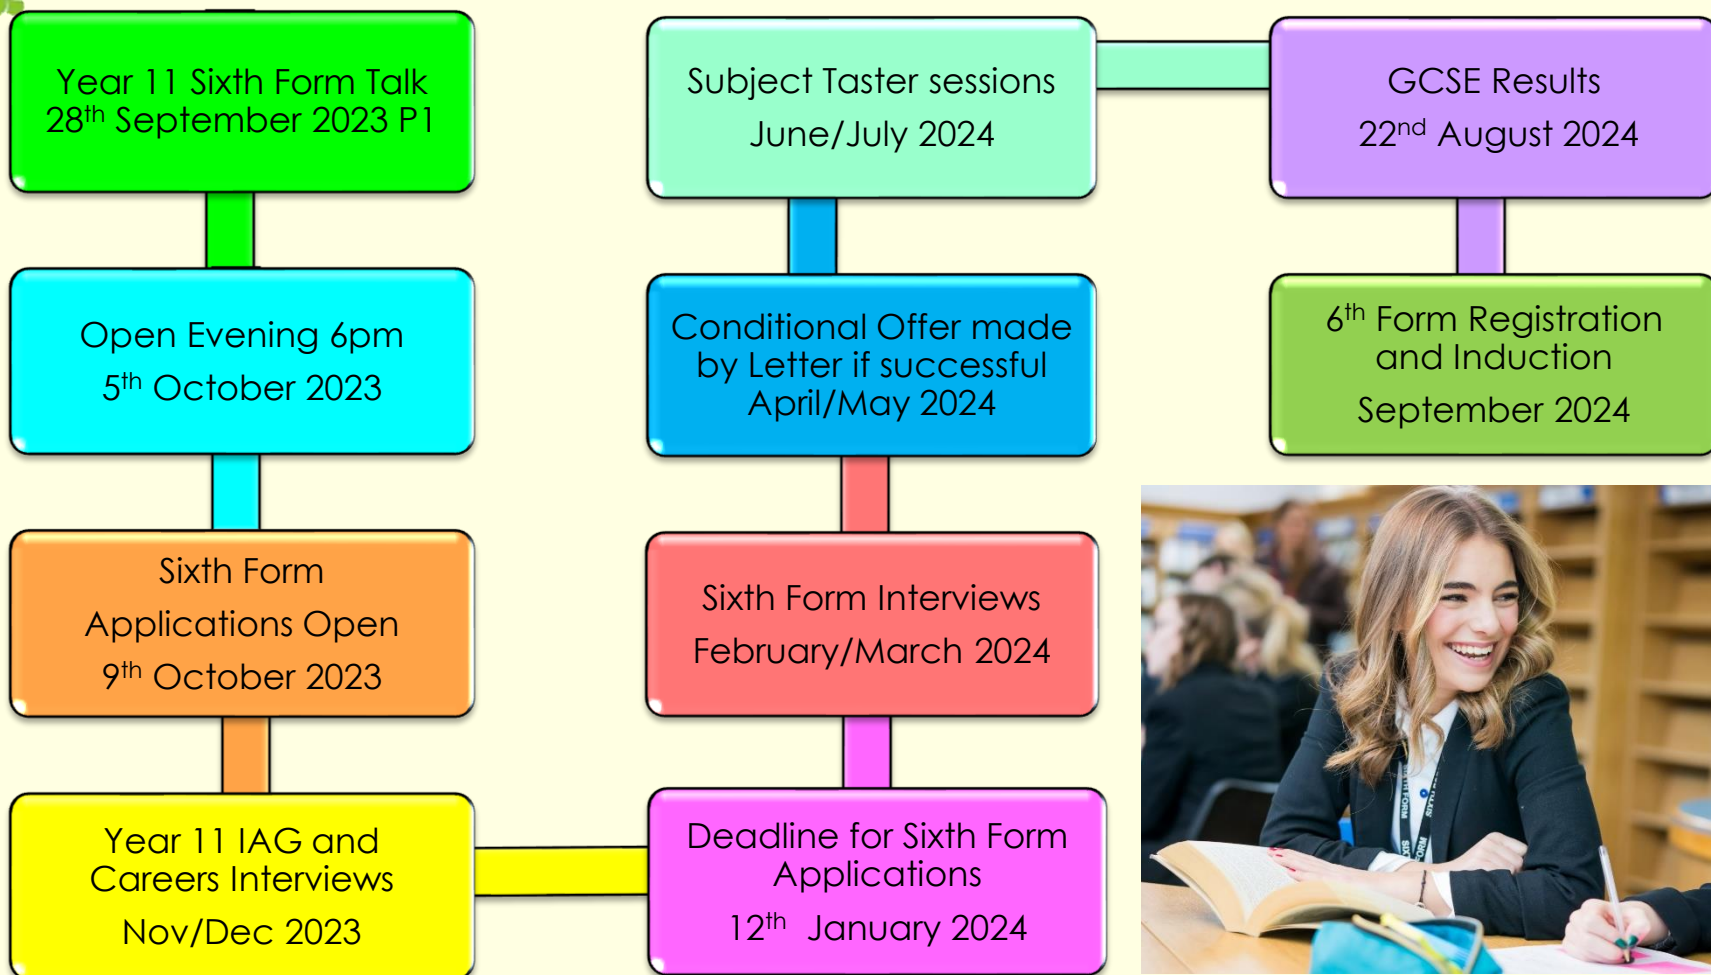 Year 11 Sixth Form Talk
28th September 2023 P1
Open Evening 6pm
5th October 2023
Sixth Form
Applications Open
9th October 2023
Year 11 IAG and
Careers Interviews
Nov/Dec 2023
Deadline for Sixth Form
Applications
12th January 2024
Sixth Form Interviews
February/March 2024
Conditional Offer made
by Letter if successful
April/May 2024
Subject Taster sessions
June/July 2024
GCSE Results
22nd August 2024
6th Form Registration
and Induction
September 2024
SIXTH FORM